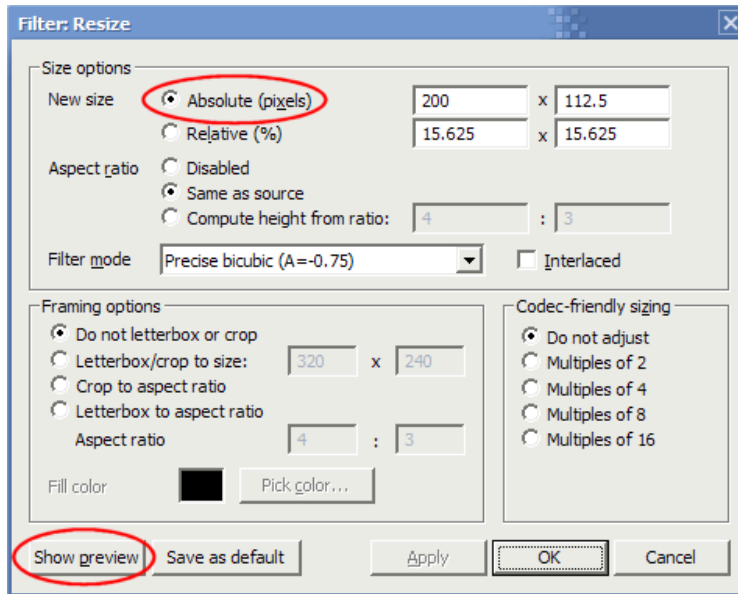 Filter: Resize
Size options
New size Absolute (pixels) 200 x 112.5
Relative (%) 15.625 x 15.625
Aspect ratio Disabled
Same as source
Compute height from ratio: 4 : 3
Filter mode Precise bicubic (A=-0.75) Interlaced
Framing options
Do not letterbox or crop
Letterbox/crop to size: 320 x 240
Crop to aspect ratio
Letterbox to aspect ratio
Aspect ratio 4 : 3
Fill color Pick color...
Codec-friendly sizing
Do not adjust
Multiples of 2
Multiples of 4
Multiples of 8
Multiples of 16
Show preview Save as default Apply OK Cancel